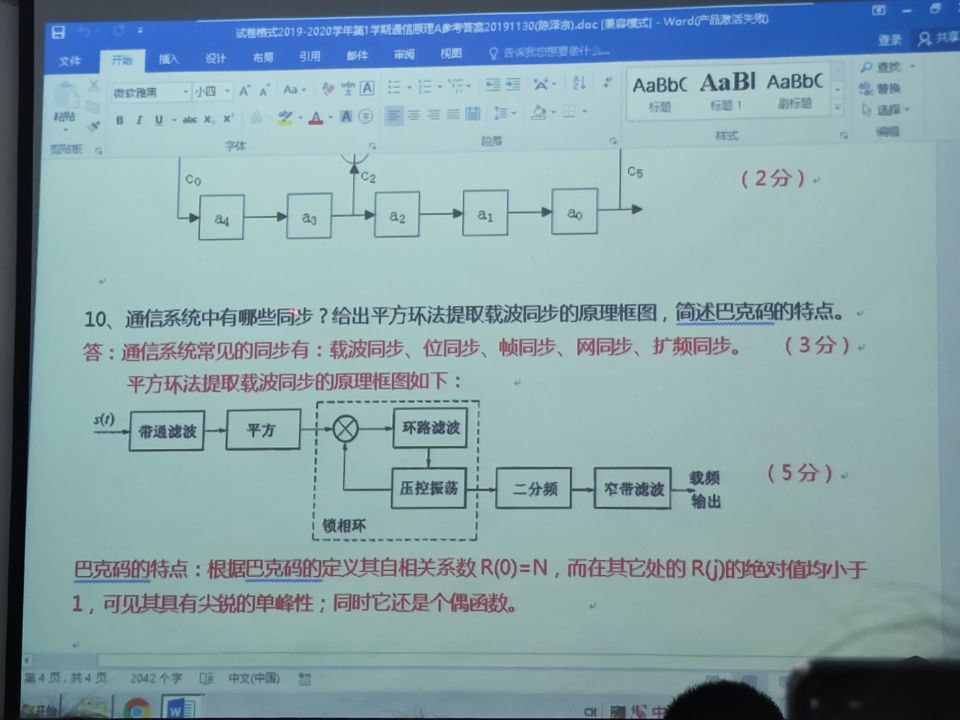 试卷格式2019-2020学年第1学期通信原理A参考答案20191130(陈泽宗).doc [兼容模式] - Word(产品激活失败)
文件 开始 插入 设计 布局 引用 邮件 审阅 视图 告诉我您想要做什么... 登录 共享
微软雅黑 小四 A A Aa wén A
粘贴 B I U abc x₂ x² A A A
AaBbC AaBl AaBbC
标题 标题 1 副标题
查找
替换
选择
剪贴板 字体 段落 样式 编辑
C0 C2 C5 （2分）
a4 a3 a2 a1 a0
10、通信系统中有哪些同步？给出平方环法提取载波同步的原理框图，简述巴克码的特点。
答：通信系统常见的同步有：载波同步、位同步、帧同步、网同步、扩频同步。 （3分）
平方环法提取载波同步的原理框图如下：
s(t) 带通滤波 平方 环路滤波
压控振荡 二分频 窄带滤波 载频输出 （5分）
锁相环
巴克码的特点：根据巴克码的定义其自相关系数 R(0)=N，而在其它处的 R(j)的绝对值均小于
1，可见其具有尖锐的单峰性；同时它还是个偶函数。
第4页，共4页 2042个字 中文(中国)
开始 CH 中